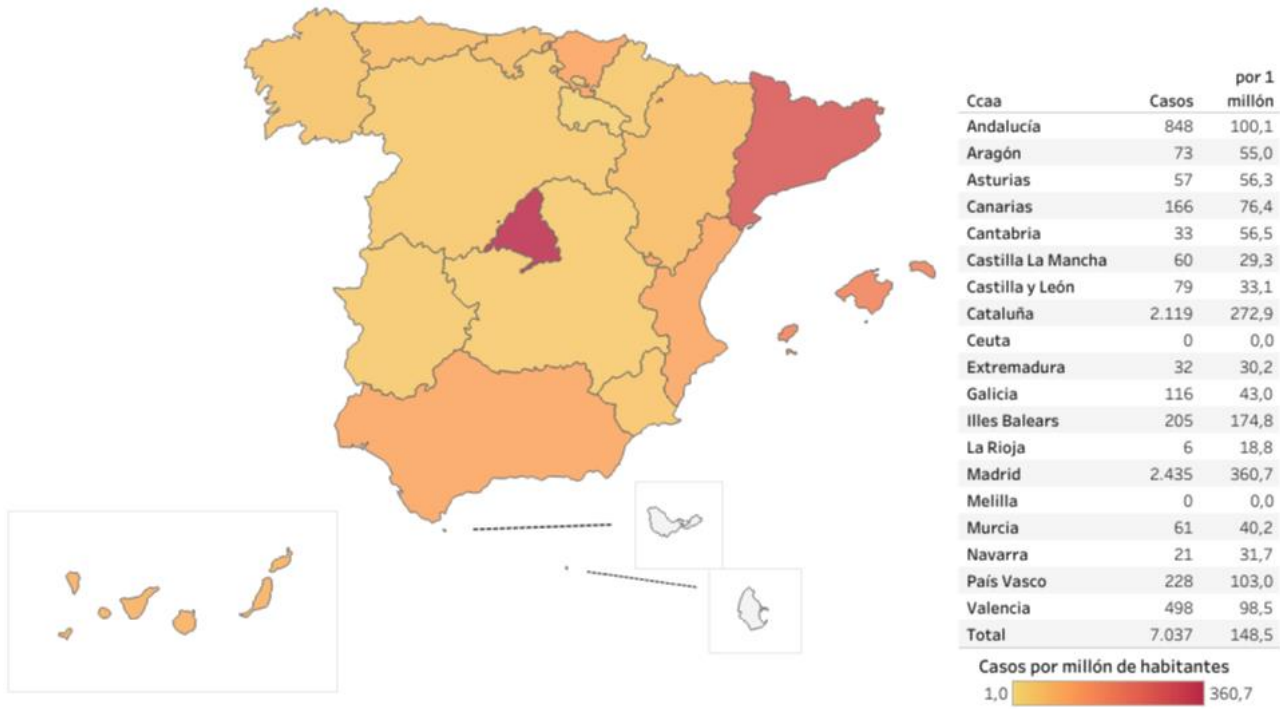 por 1
Ccaa Casos millón
Andalucía 848 100,1
Aragón 73 55,0
Asturias 57 56,3
Canarias 166 76,4
Cantabria 33 56,5
Castilla La Mancha 60 29,3
Castilla y León 79 33,1
Cataluña 2.119 272,9
Ceuta 0 0,0
Extremadura 32 30,2
Galicia 116 43,0
Illes Balears 205 174,8
La Rioja 6 18,8
Madrid 2.435 360,7
Melilla 0 0,0
Murcia 61 40,2
Navarra 21 31,7
País Vasco 228 103,0
Valencia 498 98,5
Total 7.037 148,5
Casos por millón de habitantes
1,0 360,7